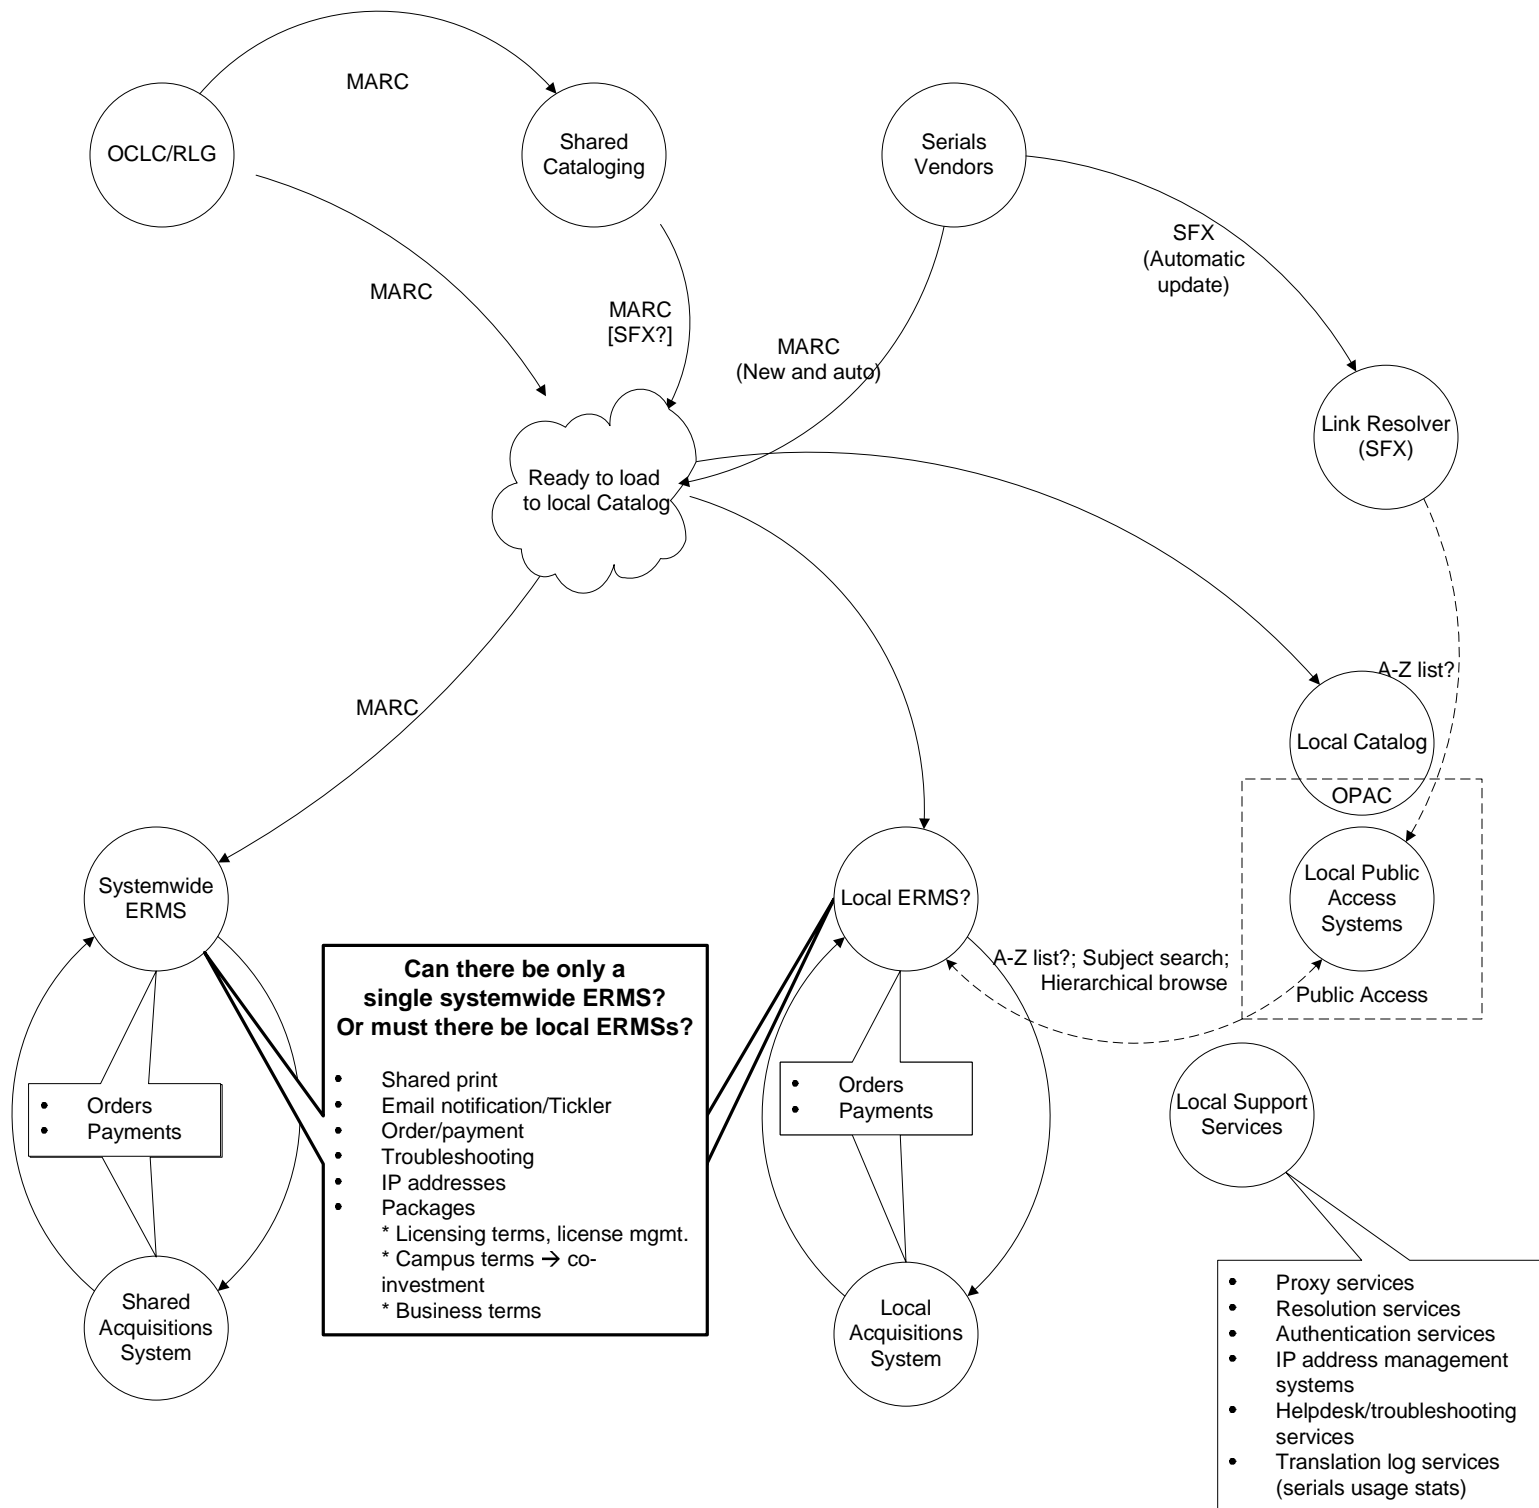 MARC
OCLC/RLG
Shared
Cataloging
Serials
Vendors
MARC
MARC
[SFX?]
MARC
(New and auto)
SFX
(Automatic
update)
Link Resolver
(SFX)
Ready to load
to local Catalog
MARC
A-Z list?
Local Catalog
OPAC
Local Public
Access
Systems
Public Access
Systemwide
ERMS
Local ERMS?
A-Z list?; Subject search;
Hierarchical browse
Can there be only a
single systemwide ERMS?
Or must there be local ERMSs?
• Shared print
• Email notification/Tickler
• Order/payment
• Troubleshooting
• IP addresses
• Packages
* Licensing terms, license mgmt.
* Campus terms → co-
investment
* Business terms
• Orders
• Payments
• Orders
• Payments
Shared
Acquisitions
System
Local
Acquisitions
System
Local Support
Services
• Proxy services
• Resolution services
• Authentication services
• IP address management
systems
• Helpdesk/troubleshooting
services
• Translation log services
(serials usage stats)